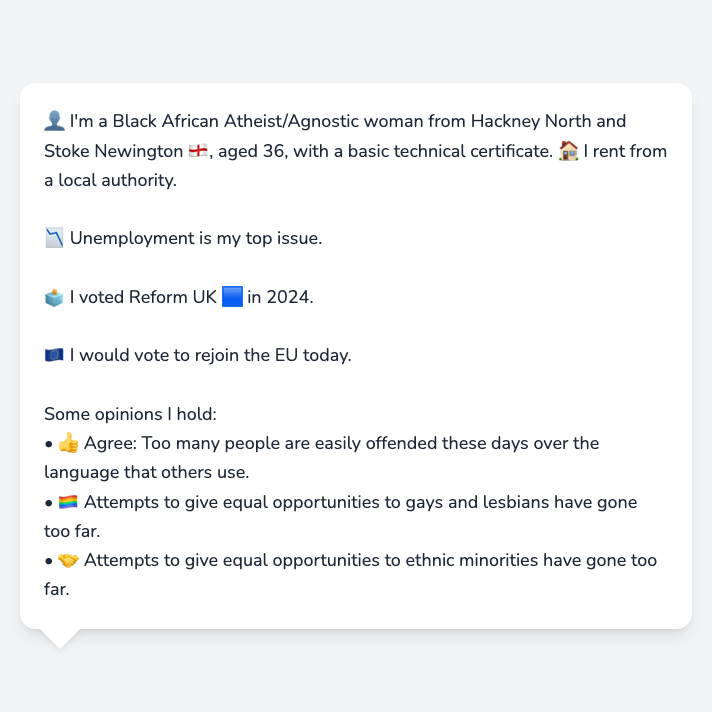 👤 I'm a Black African Atheist/Agnostic woman from Hackney North and
Stoke Newington 🏴󠁧󠁢󠁥󠁮󠁧󠁿, aged 36, with a basic technical certificate. 🏠 I rent from
a local authority.
📉 Unemployment is my top issue.
🗳️ I voted Reform UK 🟦 in 2024.
🇪🇺 I would vote to rejoin the EU today.
Some opinions I hold:
• 👍 Agree: Too many people are easily offended these days over the
language that others use.
• 🏳️‍🌈 Attempts to give equal opportunities to gays and lesbians have gone
too far.
• 🤝 Attempts to give equal opportunities to ethnic minorities have gone too
far.